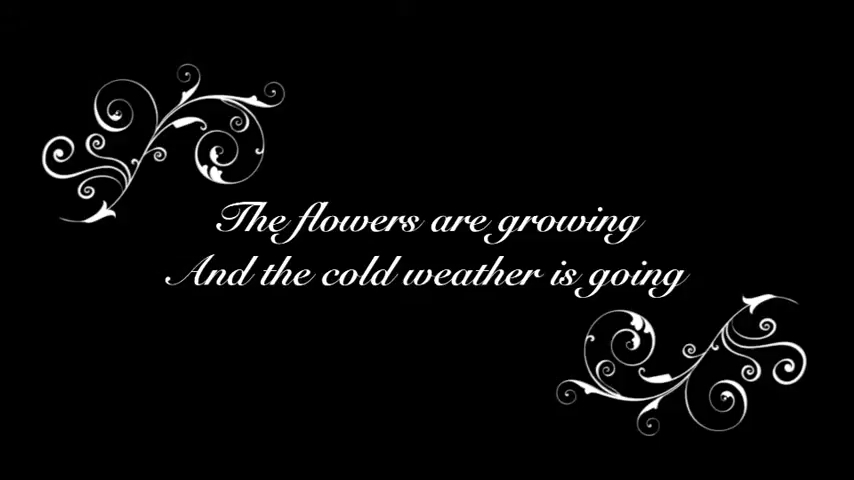 The flowers are growing
And the cold weather is going